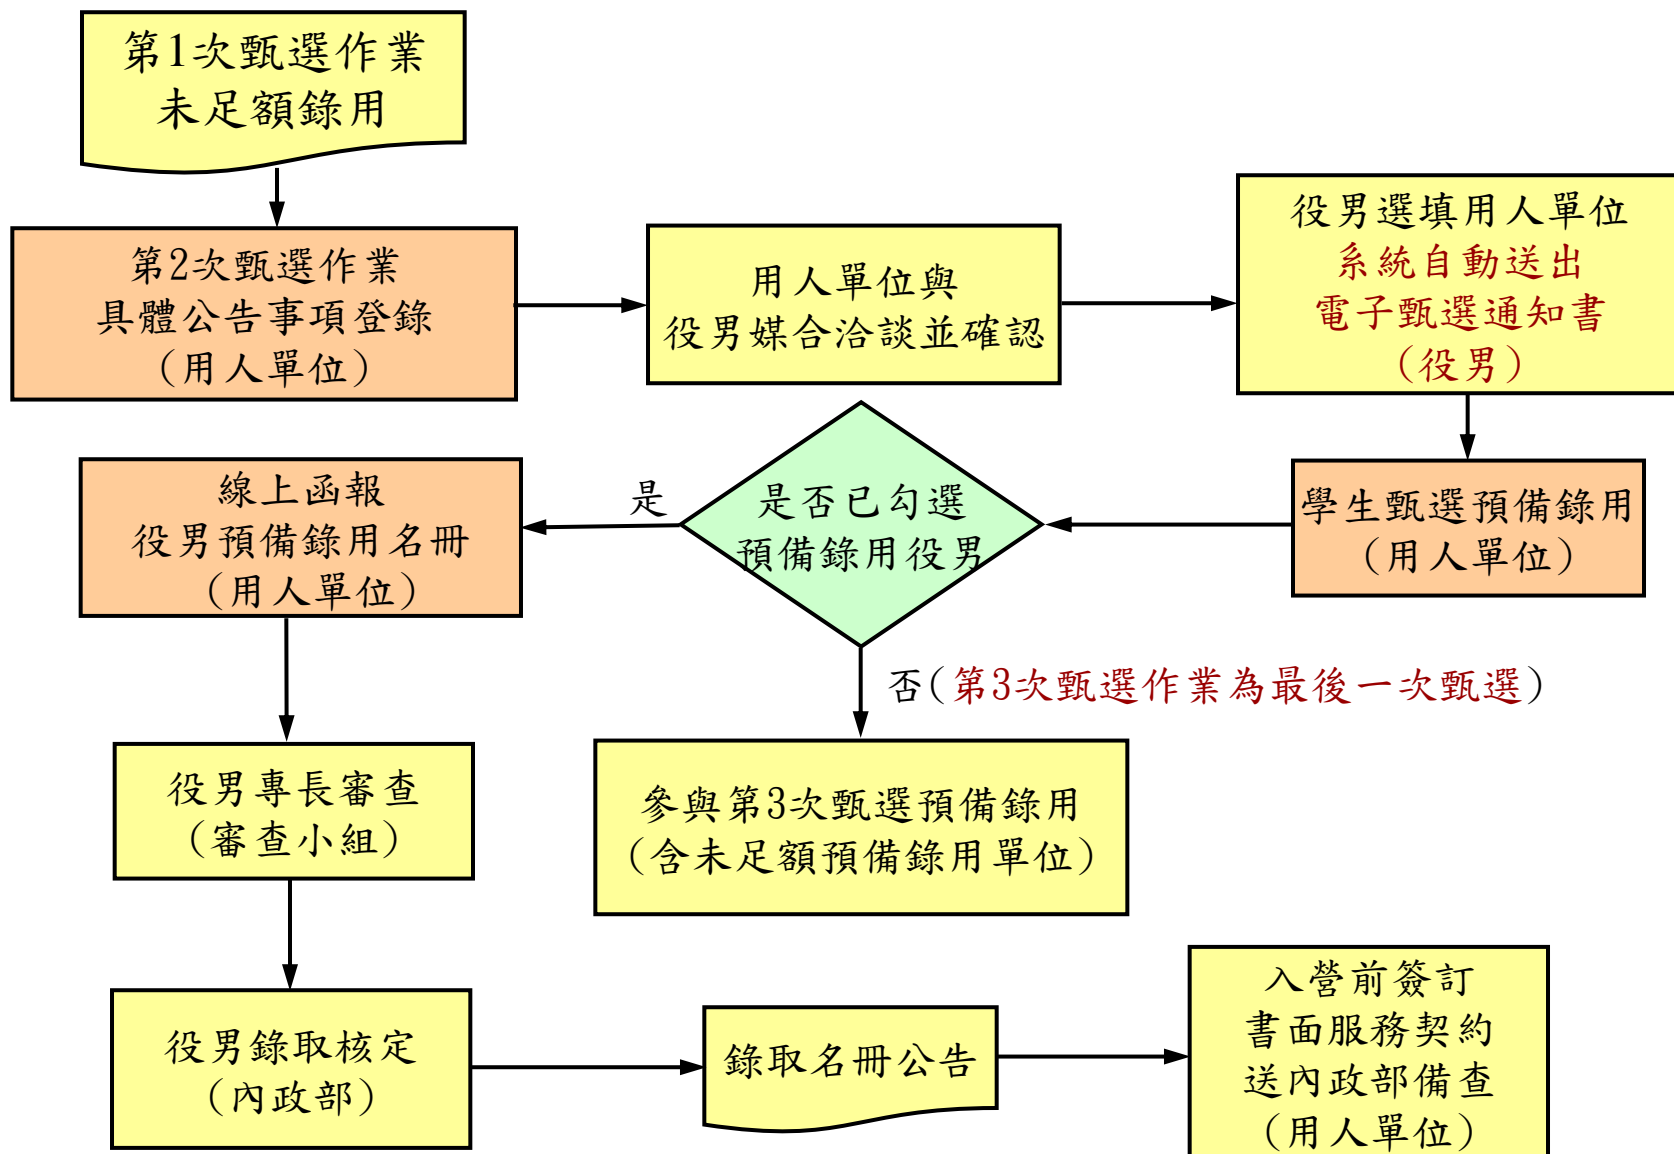 第1次甄選作業
未足額錄用
第2次甄選作業
具體公告事項登錄
(用人單位)
用人單位與
役男媒合洽談並確認
役男選填用人單位
系統自動送出
電子甄選通知書
(役男)
學生甄選預備錄用
(用人單位)
是否已勾選
預備錄用役男
是
線上函報
役男預備錄用名冊
(用人單位)
否(第3次甄選作業為最後一次甄選)
參與第3次甄選預備錄用
(含未足額預備錄用單位)
役男專長審查
(審查小組)
役男錄取核定
(內政部)
錄取名冊公告
入營前簽訂
書面服務契約
送內政部備查
(用人單位)